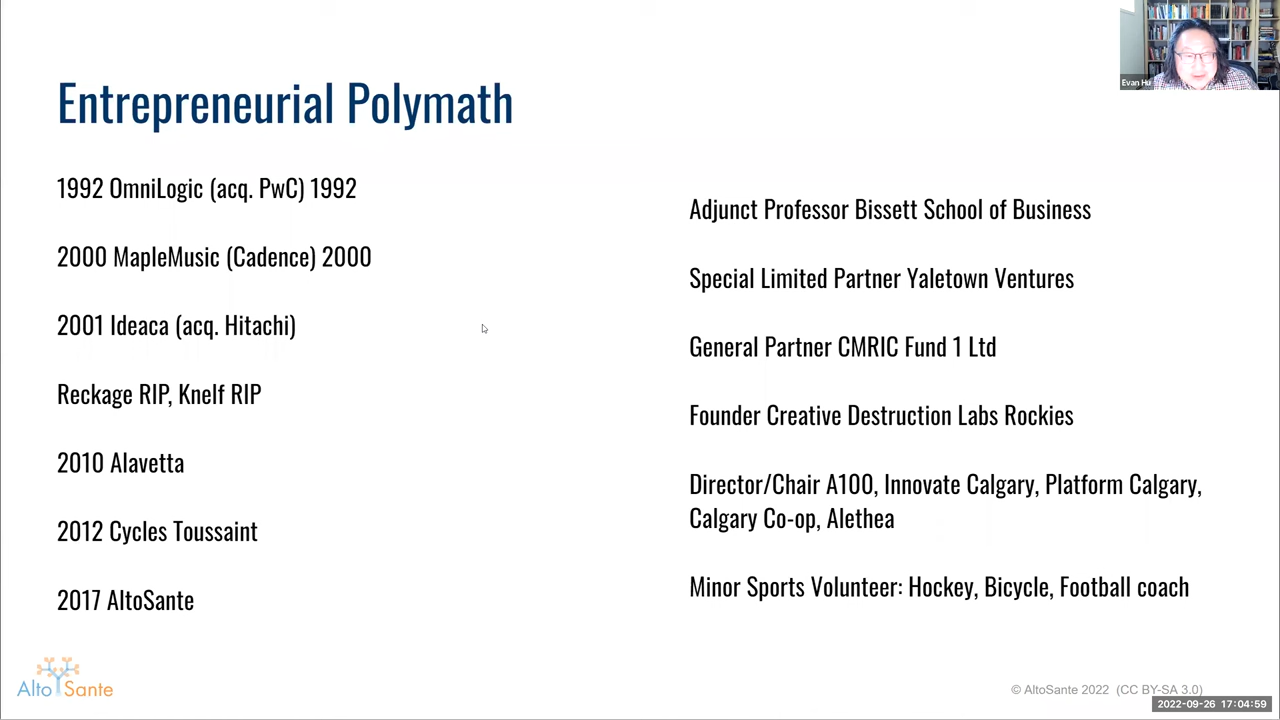 Entrepreneurial Polymath
1992 OmniLogic (acq. PwC) 1992
2000 MapleMusic (Cadence) 2000
2001 Ideaca (acq. Hitachi)
Reckage RIP, Knelf RIP
2010 Alavetta
2012 Cycles Toussaint
2017 AltoSante
Adjunct Professor Bissett School of Business
Special Limited Partner Yaletown Ventures
General Partner CMRIC Fund 1 Ltd
Founder Creative Destruction Labs Rockies
Director/Chair A100, Innovate Calgary, Platform Calgary,
Calgary Co-op, Alethea
Minor Sports Volunteer: Hockey, Bicycle, Football coach
Evan Hu
Alto Sante
© AltoSante 2022 (CC BY-SA 3.0)
2022-09-26 17:04:59